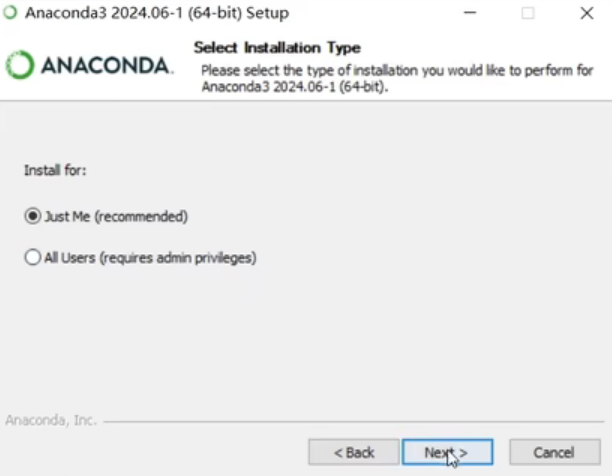 Anaconda3 2024.06-1 (64-bit) Setup
ANACONDA.
Select Installation Type
Please select the type of installation you would like to perform for
Anaconda3 2024.06-1 (64-bit).
Install for:
Just Me (recommended)
All Users (requires admin privileges)
Anaconda, Inc.
< Back
Next >
Cancel